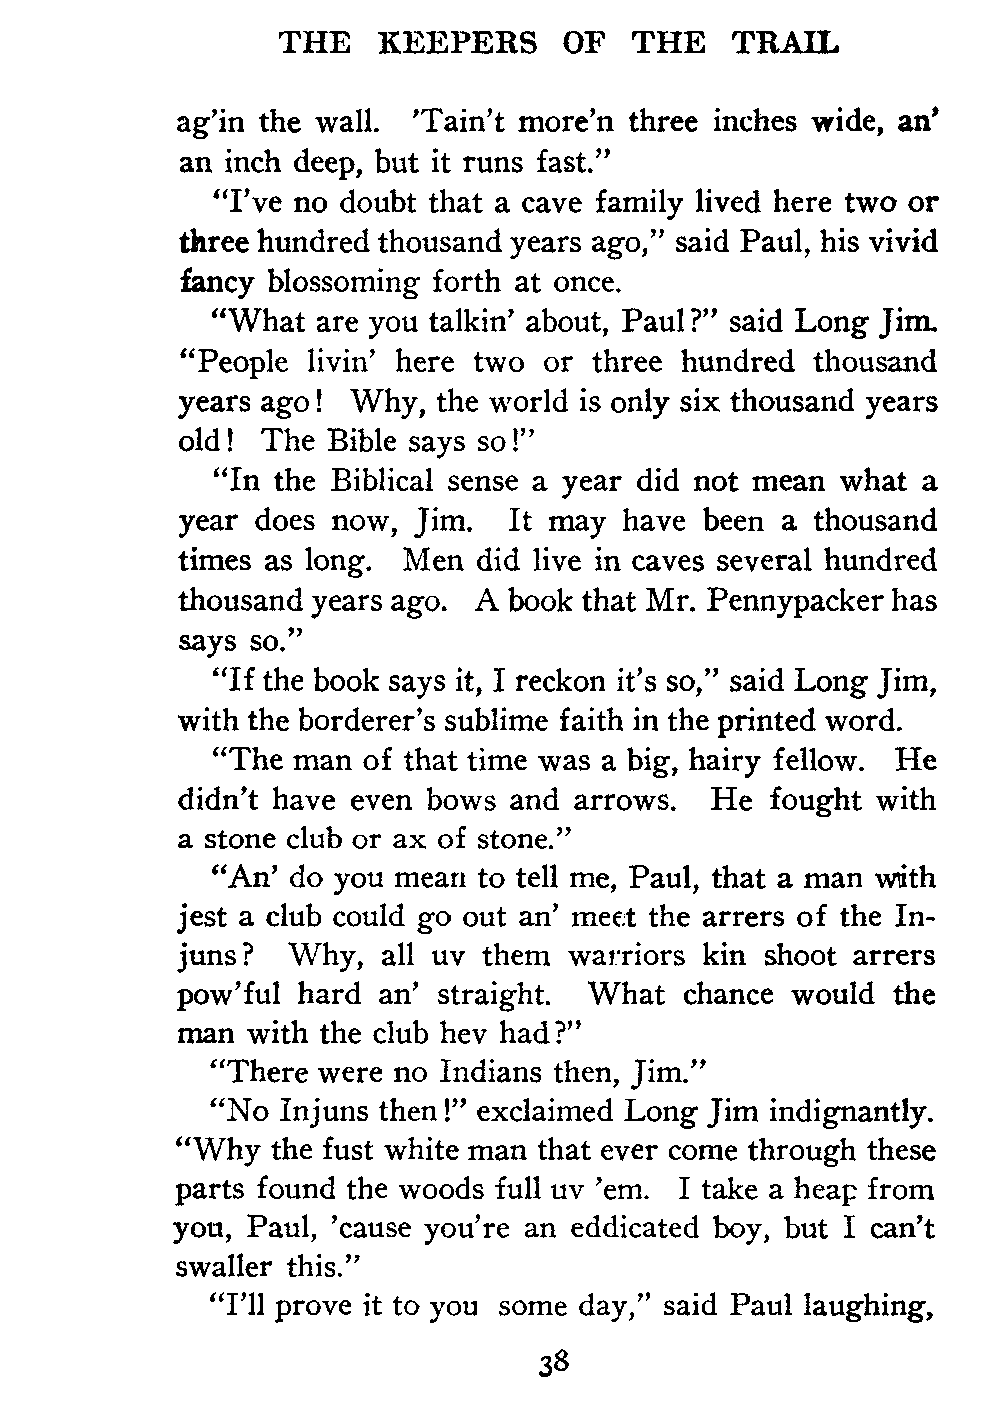 THE KEEPERS OF THE TRAIL
ag'in the wall. 'Tain't more'n three inches wide, an'
an inch deep, but it runs fast."
"I've no doubt that a cave family lived here two or
three hundred thousand years ago," said Paul, his vivid
fancy blossoming forth at once.
"What are you talkin' about, Paul?" said Long Jim.
"People livin' here two or three hundred thousand
years ago! Why, the world is only six thousand years
old! The Bible says so!"
"In the Biblical sense a year did not mean what a
year does now, Jim. It may have been a thousand
times as long. Men did live in caves several hundred
thousand years ago. A book that Mr. Pennypacker has
says so."
"If the book says it, I reckon it's so," said Long Jim,
with the borderer's sublime faith in the printed word.
"The man of that time was a big, hairy fellow. He
didn't have even bows and arrows. He fought with
a stone club or ax of stone."
"An' do you mean to tell me, Paul, that a man with
jest a club could go out an' meet the arrers of the In-
juns? Why, all uv them warriors kin shoot arrers
pow'ful hard an' straight. What chance would the
man with the club hev had?"
"There were no Indians then, Jim."
"No Injuns then!" exclaimed Long Jim indignantly.
"Why the fust white man that ever come through these
parts found the woods full uv 'em. I take a heap from
you, Paul, 'cause you're an eddicated boy, but I can't
swaller this."
"I'll prove it to you some day," said Paul laughing,
38